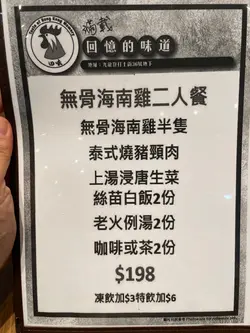 滿載
回憶的味道
無骨海南雞二人餐
無骨海南雞半隻
泰式燒豬頸肉
上湯浸唐生菜
絲苗白飯2份
老火例湯2份
咖啡或茶2份
$198
凍飲加$3特飲加$6